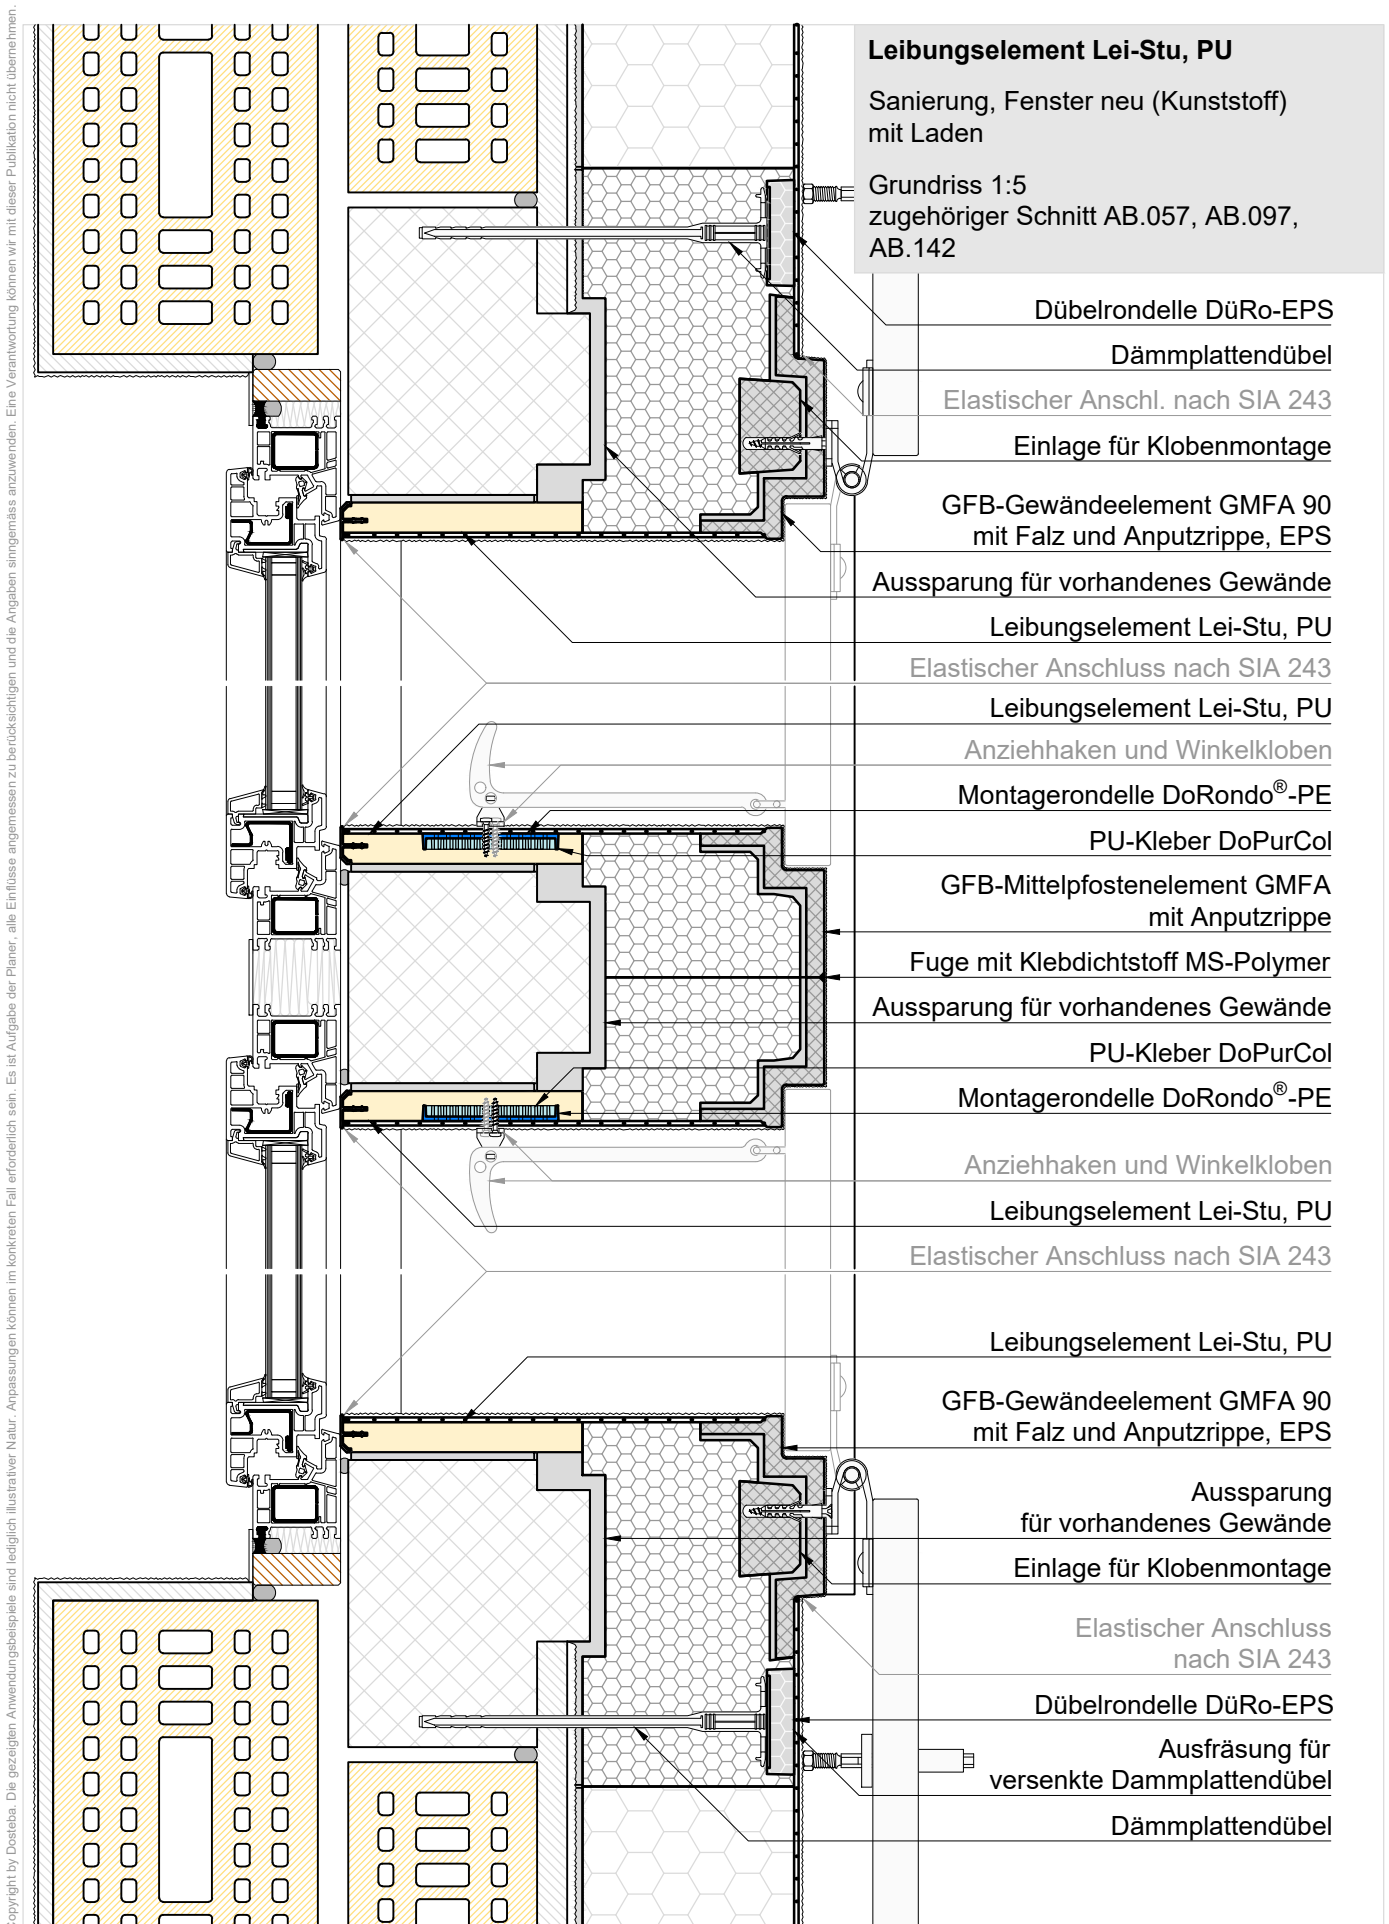 Leibungselement Lei-Stu, PU
Sanierung, Fenster neu (Kunststoff)
mit Laden
Grundriss 1:5
zugehöriger Schnitt AB.057, AB.097,
AB.142
Dübelrondelle DüRo-EPS
Dämmplattendübel
Elastischer Anschl. nach SIA 243
Einlage für Klobenmontage
GFB-Gewändeelement GMFA 90
mit Falz und Anputzrippe, EPS
Aussparung für vorhandenes Gewände
Leibungselement Lei-Stu, PU
Elastischer Anschluss nach SIA 243
Leibungselement Lei-Stu, PU
Anziehhaken und Winkelkloben
Montagerondelle DoRondo®-PE
PU-Kleber DoPurCol
GFB-Mittelpfostenelement GMFA
mit Anputzrippe
Fuge mit Klebdichtstoff MS-Polymer
Aussparung für vorhandenes Gewände
PU-Kleber DoPurCol
Montagerondelle DoRondo®-PE
Anziehhaken und Winkelkloben
Leibungselement Lei-Stu, PU
Elastischer Anschluss nach SIA 243
Leibungselement Lei-Stu, PU
GFB-Gewändeelement GMFA 90
mit Falz und Anputzrippe, EPS
Aussparung
für vorhandenes Gewände
Einlage für Klobenmontage
Elastischer Anschluss
nach SIA 243
Dübelrondelle DüRo-EPS
Ausfräsung für
versenkte Dammplattendübel
Dämmplattendübel
Copyright by Dosteba. Die gezeigten Anwendungsbeispiele sind lediglich illustrativer Natur. Anpassungen können im konkreten Fall erforderlich sein. Es ist Aufgabe der Planer, alle Einflüsse angemessen zu berücksichtigen und die Angaben sinngemäss anzuwenden. Eine Verantwortung können wir mit dieser Publikation nicht übernehmen.